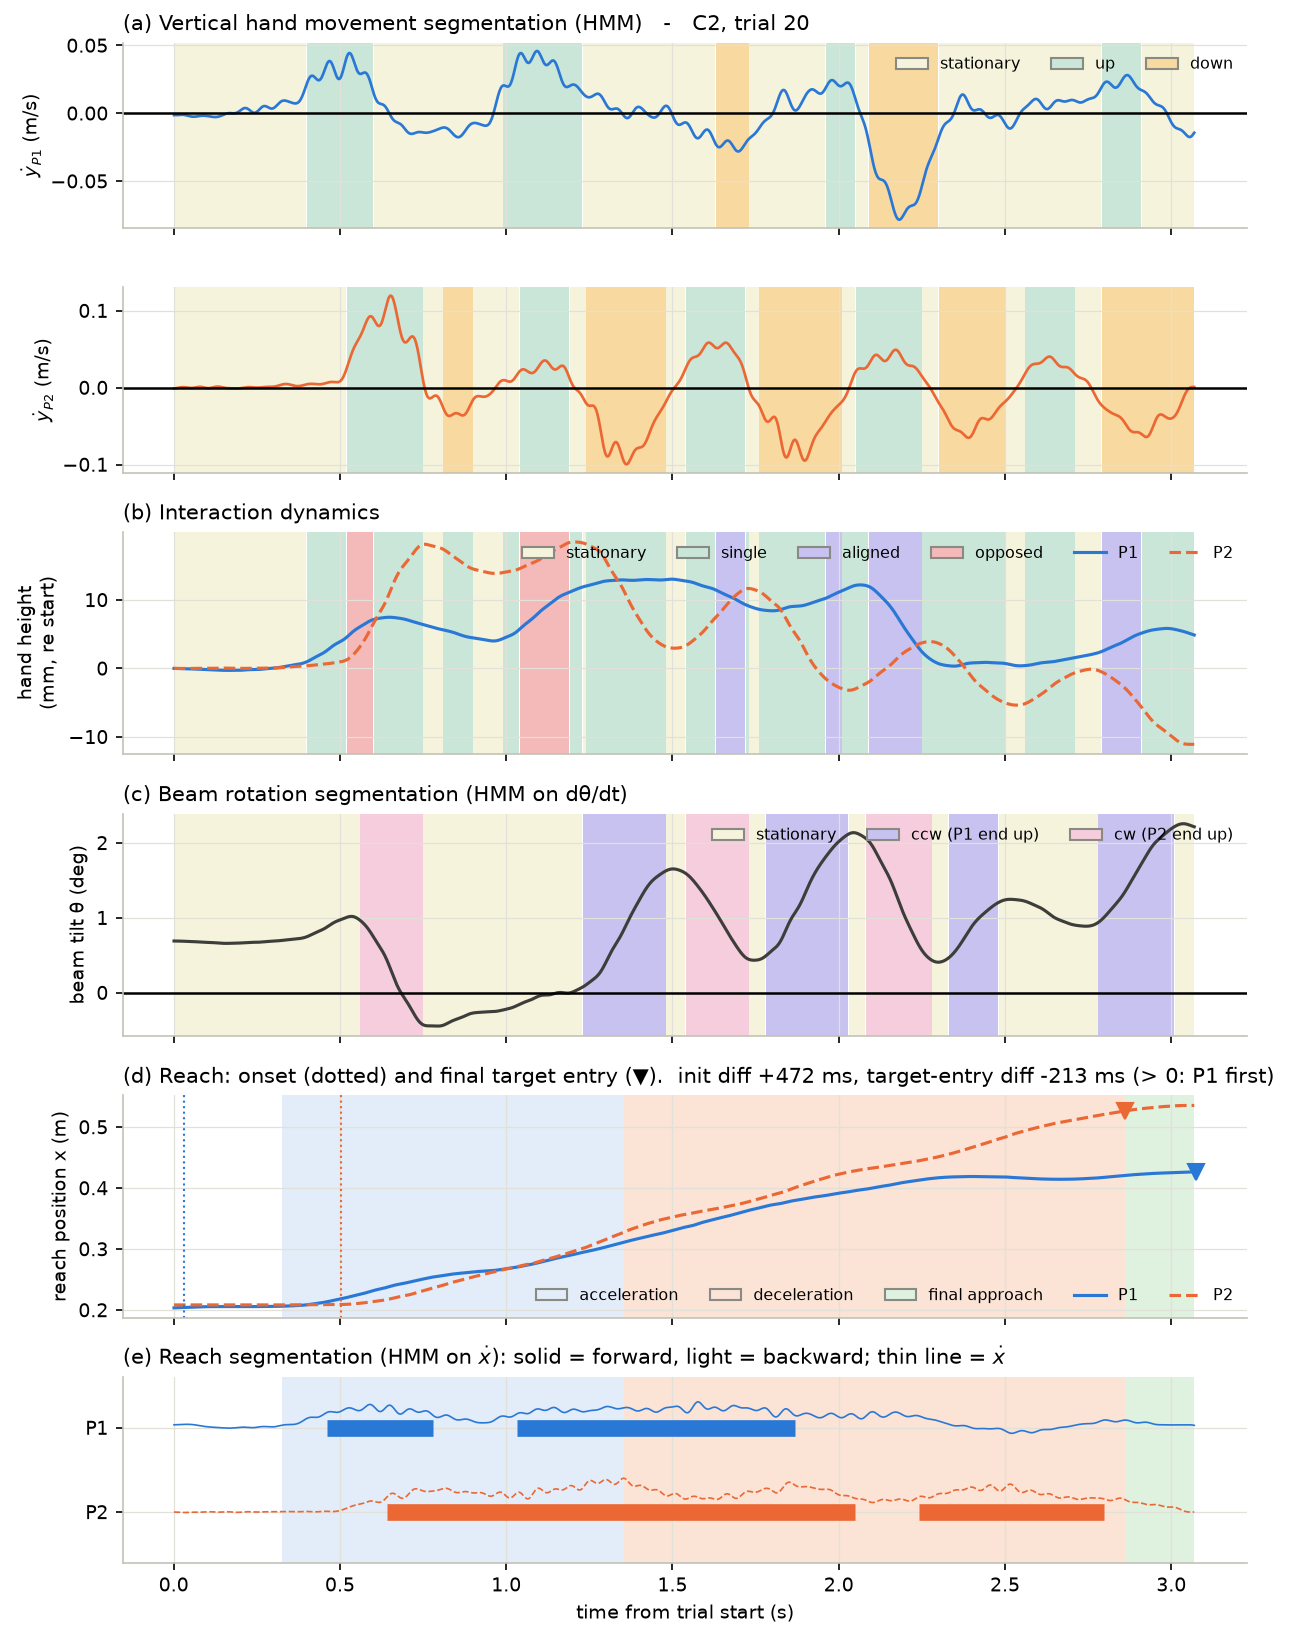 (a) Vertical hand movement segmentation (HMM)   -   C2, trial 20
stationary up down
0.05
0.00
−0.05
ẏP1 (m/s)
0.1
0.0
−0.1
ẏP2 (m/s)
(b) Interaction dynamics
stationary single aligned opposed P1 P2
10
0
−10
hand height
(mm, re start)
(c) Beam rotation segmentation (HMM on dθ/dt)
stationary ccw (P1 end up) cw (P2 end up)
2
1
0
beam tilt θ (deg)
(d) Reach: onset (dotted) and final target entry (▼).  init diff +472 ms, target-entry diff -213 ms (> 0: P1 first)
0.5
0.4
0.3
0.2
reach position x (m)
acceleration deceleration final approach P1 P2
(e) Reach segmentation (HMM on ẋ): solid = forward, light = backward; thin line = ẋ
P1
P2
0.0 0.5 1.0 1.5 2.0 2.5 3.0
time from trial start (s)